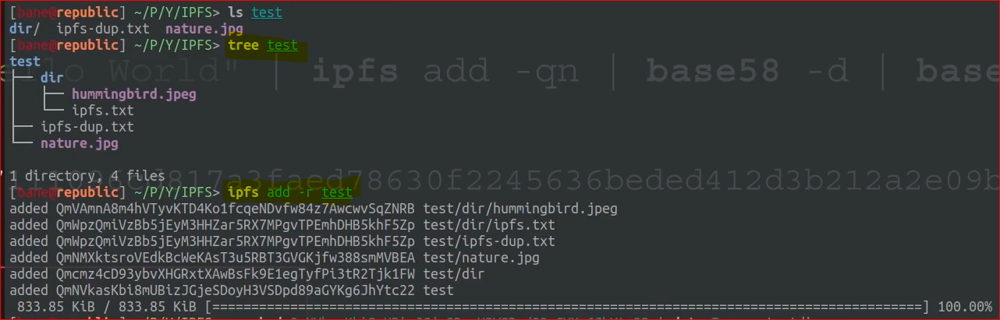 [bane@republic] ~/P/Y/IPFS> ls test
dir/  ipfs-dup.txt  nature.jpg
[bane@republic] ~/P/Y/IPFS> tree test
test
├── dir
│   ├── hummingbird.jpeg
│   └── ipfs.txt
├── ipfs-dup.txt
└── nature.jpg
ello World" | ipfs add -qn | base58 -d | base
1 directory, 4 files
[bane@republic] ~/P/Y/IPFS> ipfs add -r test
added QmVAmnA8m4hVTyvKTD4Ko1fcqeNDvfw84z7AwcwvSqZNRB test/dir/hummingbird.jpeg
added QmWpzQmiVzBb5jEyM3HHZar5RX7MPgvTPEmhDHB5khF5Zp test/dir/ipfs.txt
added QmWpzQmiVzBb5jEyM3HHZar5RX7MPgvTPEmhDHB5khF5Zp test/ipfs-dup.txt
added QmNMXktsroVEdkBcWeKAsT3u5RBT3GVGKjfw388smMVBEA test/nature.jpg
added Qmcmz4cD93ybvXHGRxtXAwBsFk9E1egTyfPi3tR2Tjk1FW test/dir
added QmNVkasKbi8mUBizJGjeSDoyH3VSDpd89aGYKg6JhYtc22 test
833.85 KiB / 833.85 KiB [==============================================================================================] 100.00%